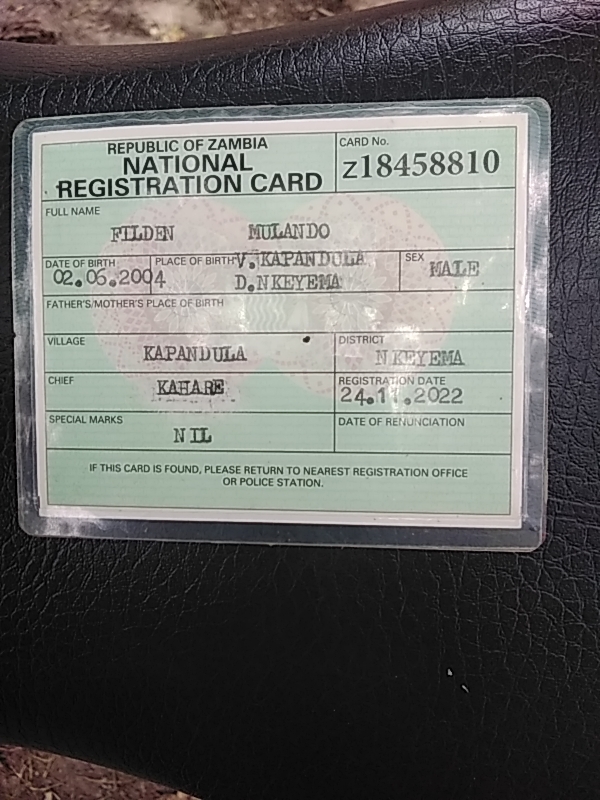 REPUBLIC OF ZAMBIA
NATIONAL
REGISTRATION CARD
CARD No.
z18458810
FULL NAME
FILDEN MULANDO
DATE OF BIRTH
02.06.2004
PLACE OF BIRTH V. KAPANDULA
D. NKEYEMA
SEX
MALE
FATHER'S/MOTHER'S PLACE OF BIRTH
VILLAGE
KAPANDULA
DISTRICT
NKEYEMA
CHIEF
KAHARE
REGISTRATION DATE
24.11.2022
SPECIAL MARKS
NIL
DATE OF RENUNCIATION
IF THIS CARD IS FOUND, PLEASE RETURN TO NEAREST REGISTRATION OFFICE
OR POLICE STATION.